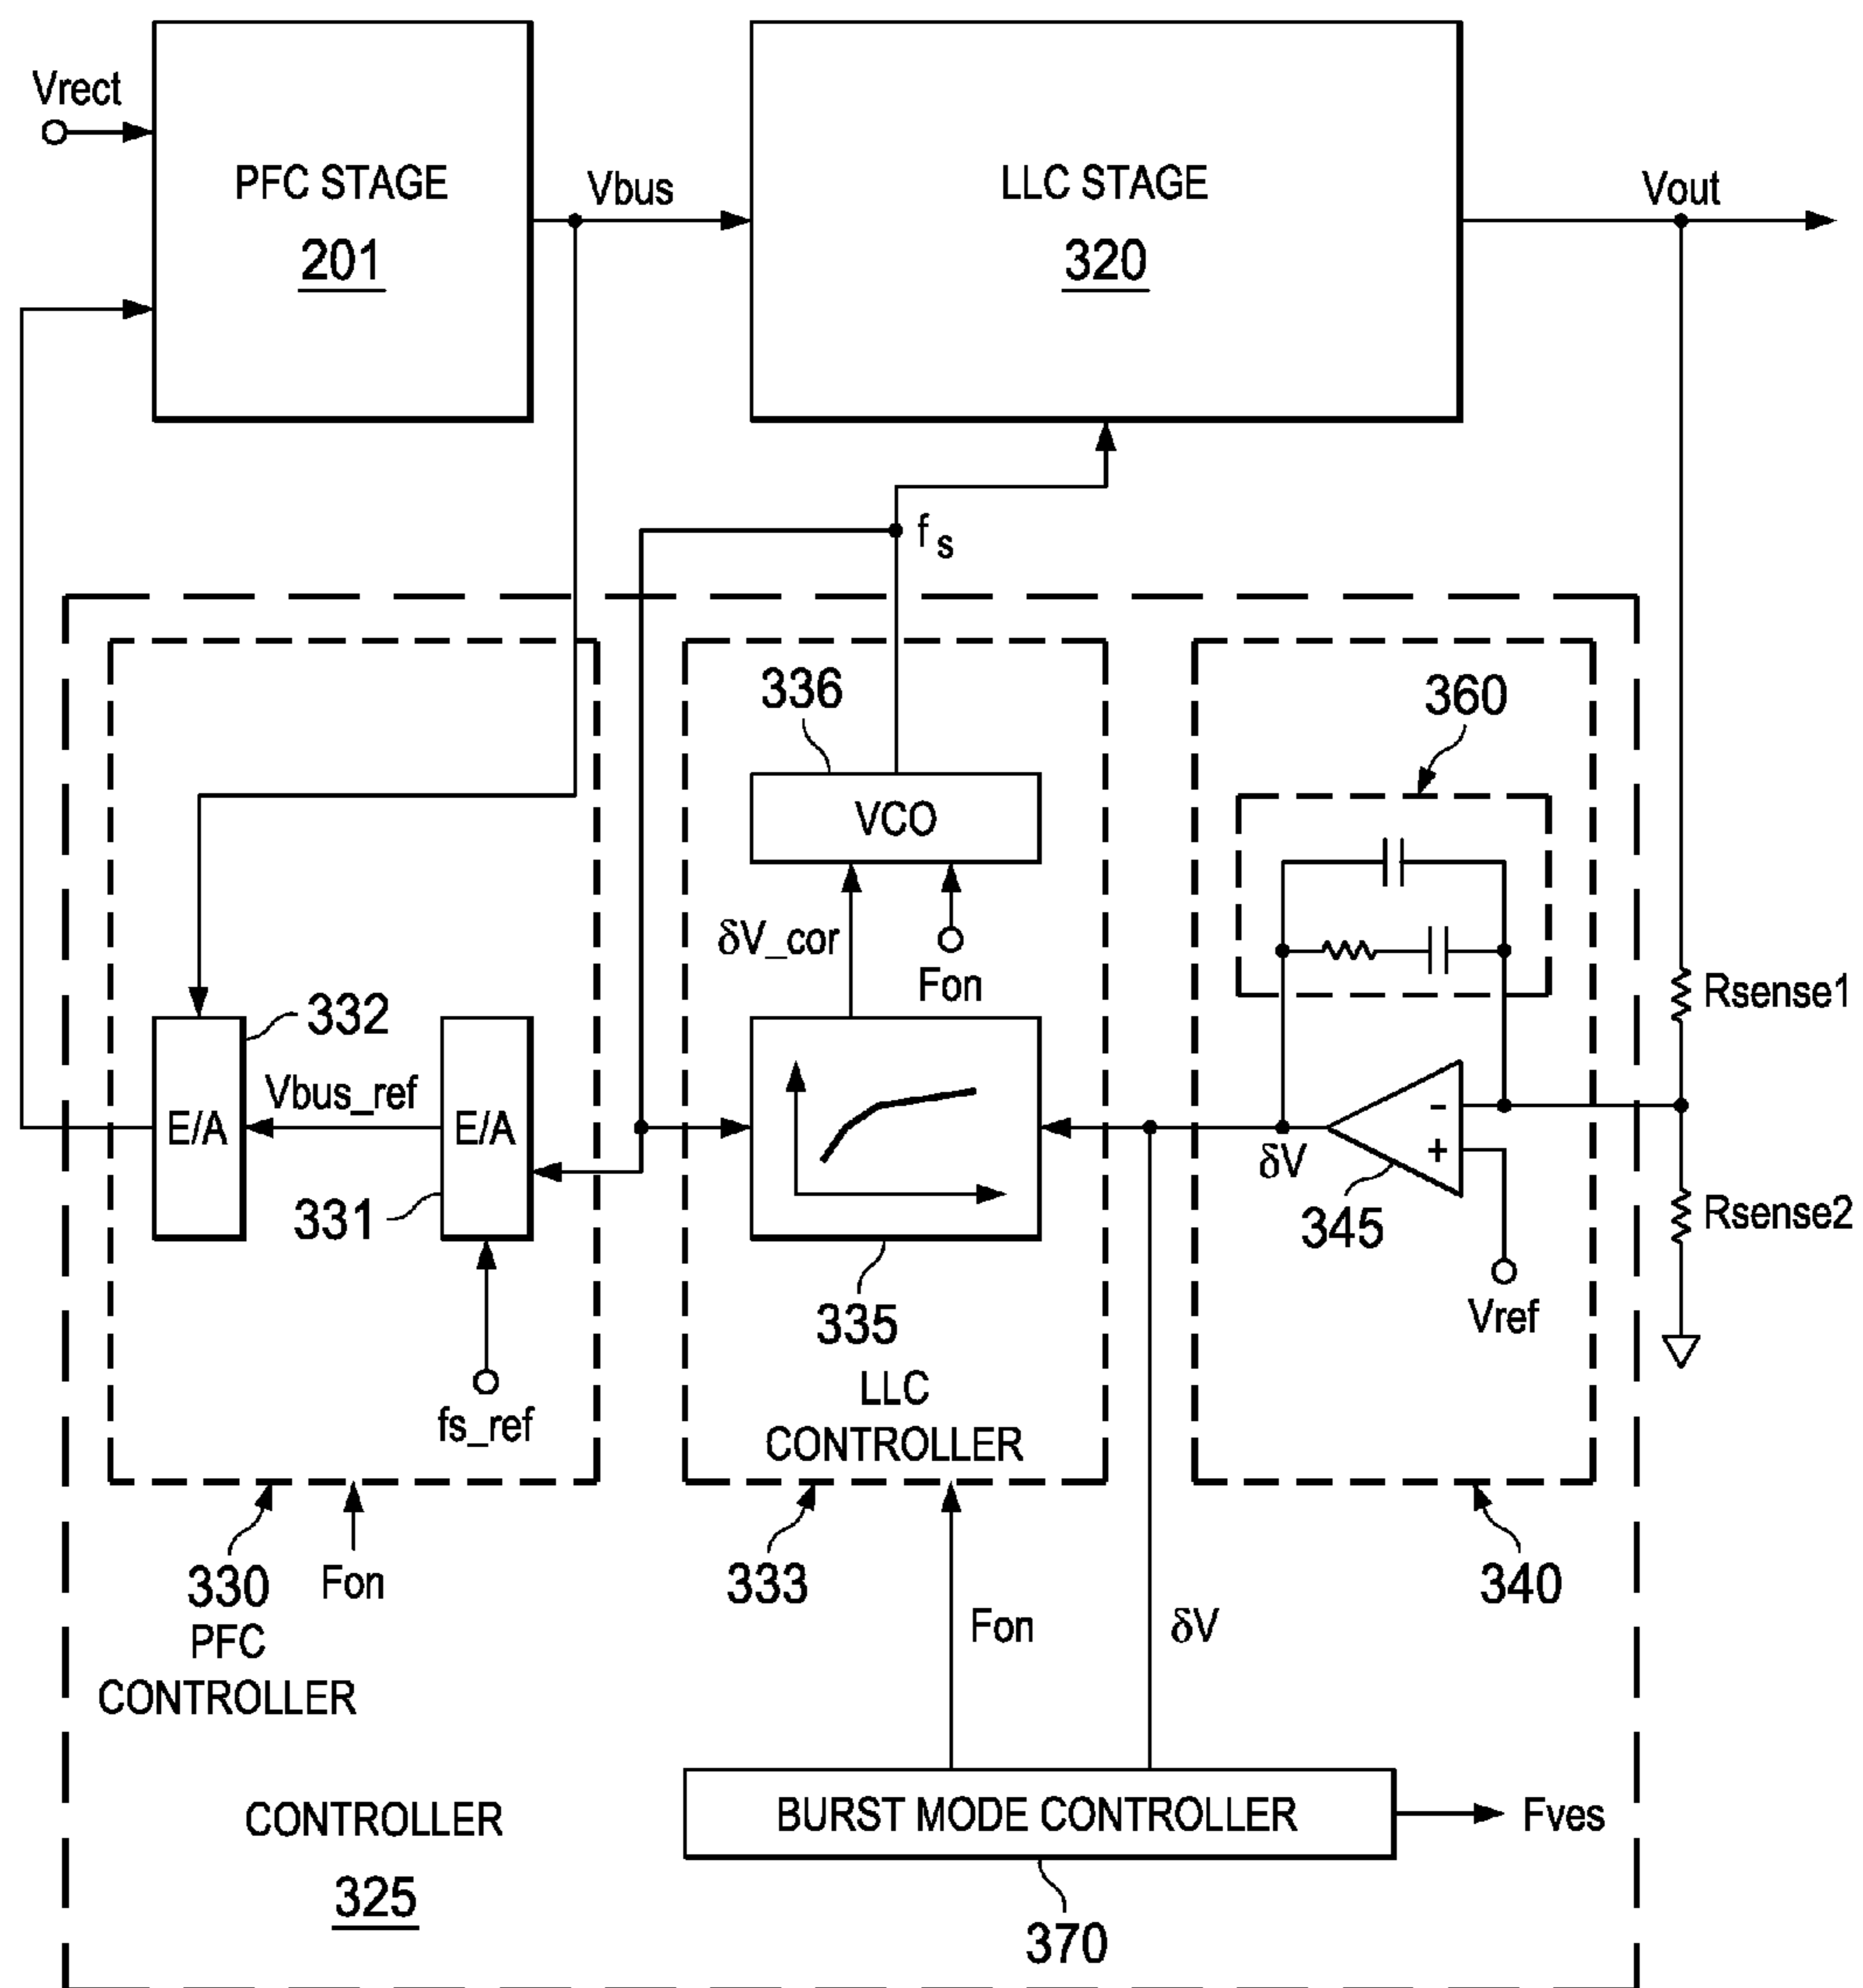 Vrect
PFC STAGE
201
Vbus
LLC STAGE
320
Vout
fs
336
VCO
δV_cor
Fon
360
332
E/A
Vbus_ref
E/A
331
fs_ref
335
LLC
CONTROLLER
δV
-
+
345
Vref
Rsense1
Rsense2
330
Fon
PFC
CONTROLLER
333
Fon
δV
340
CONTROLLER
325
BURST MODE CONTROLLER
Fves
370